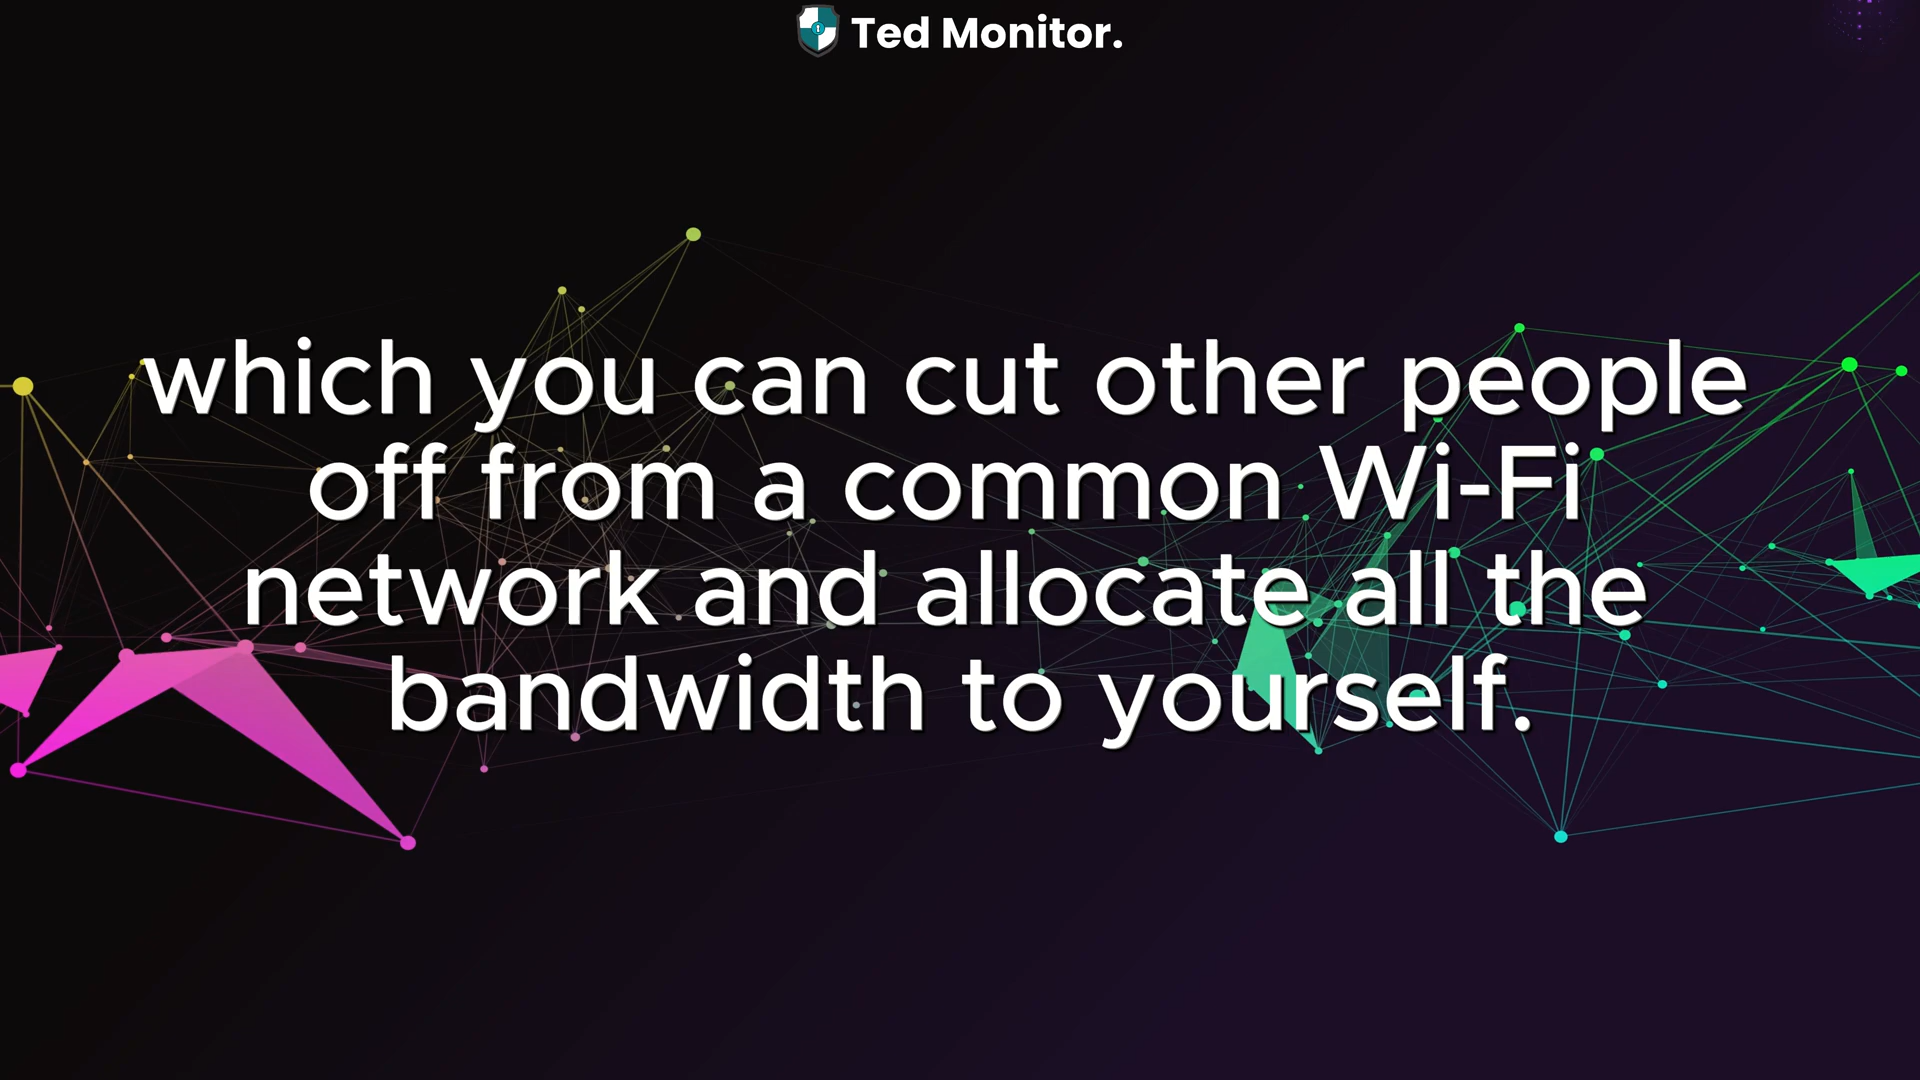 Ted Monitor.
which you can cut other people
off from a common Wi-Fi
network and allocate all the
bandwidth to yourself.